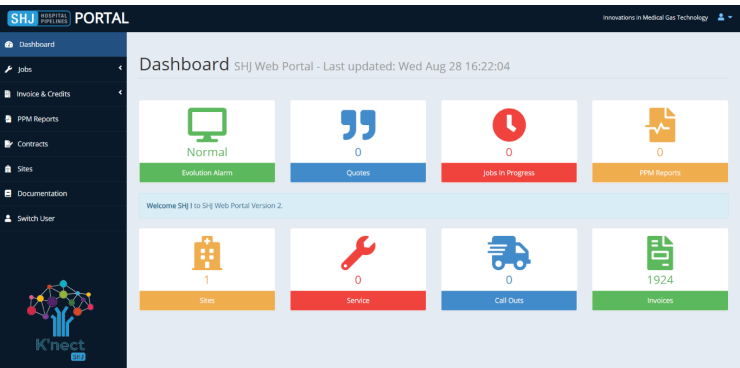 SHJ HOSPITAL PIPELINES PORTAL
Innovations in Medical Gas Technology
Dashboard
Jobs
Invoice & Credits
PPM Reports
Contracts
Sites
Documentation
Switch User
K'nect
SHJ
Dashboard SHJ Web Portal - Last updated: Wed Aug 28 16:22:04
Normal
Evolution Alarm
0
Quotes
0
Jobs In Progress
0
PPM Reports
Welcome SHJ I to SHJ Web Portal Version 2.
1
Sites
0
Service
0
Call Outs
1924
Invoices